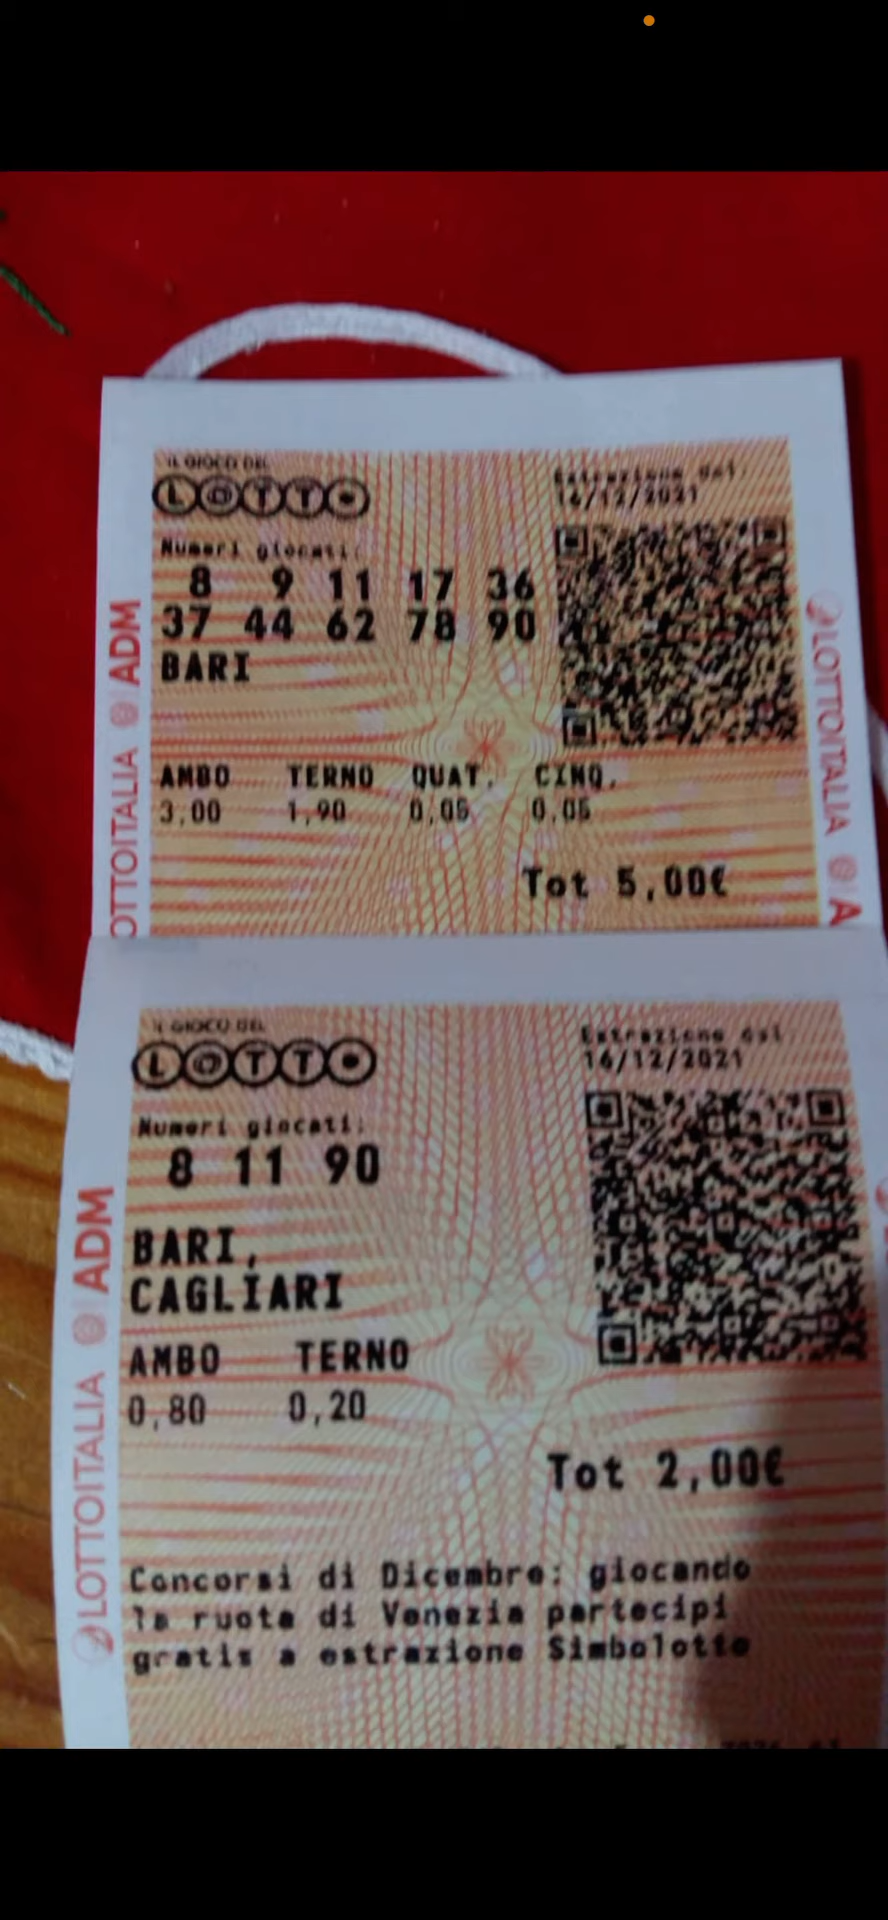 IL GIOCO DEL
LOTTO
Estrazione del:
14/12/2021
Numeri giocati:
8 9 11 17 36
37 44 62 78 90
BARI
AMBO TERNO QUAT. CINQ.
3,00 1,90 0,05 0,05
Tot 5,00€
LOTTOITALIA ADM
LOTTOITALIA A
IL GIOCO DEL
LOTTO
Estrazione del
14/12/2021
Numeri giocati:
8 11 90
BARI,
CAGLIARI
AMBO TERNO
0,80 0,20
Tot 2,00€
Concorsi di Dicembre: giocando
la ruota di Venezia partecipi
gratis a estrazione Simbolotto
LOTTOITALIA ADM